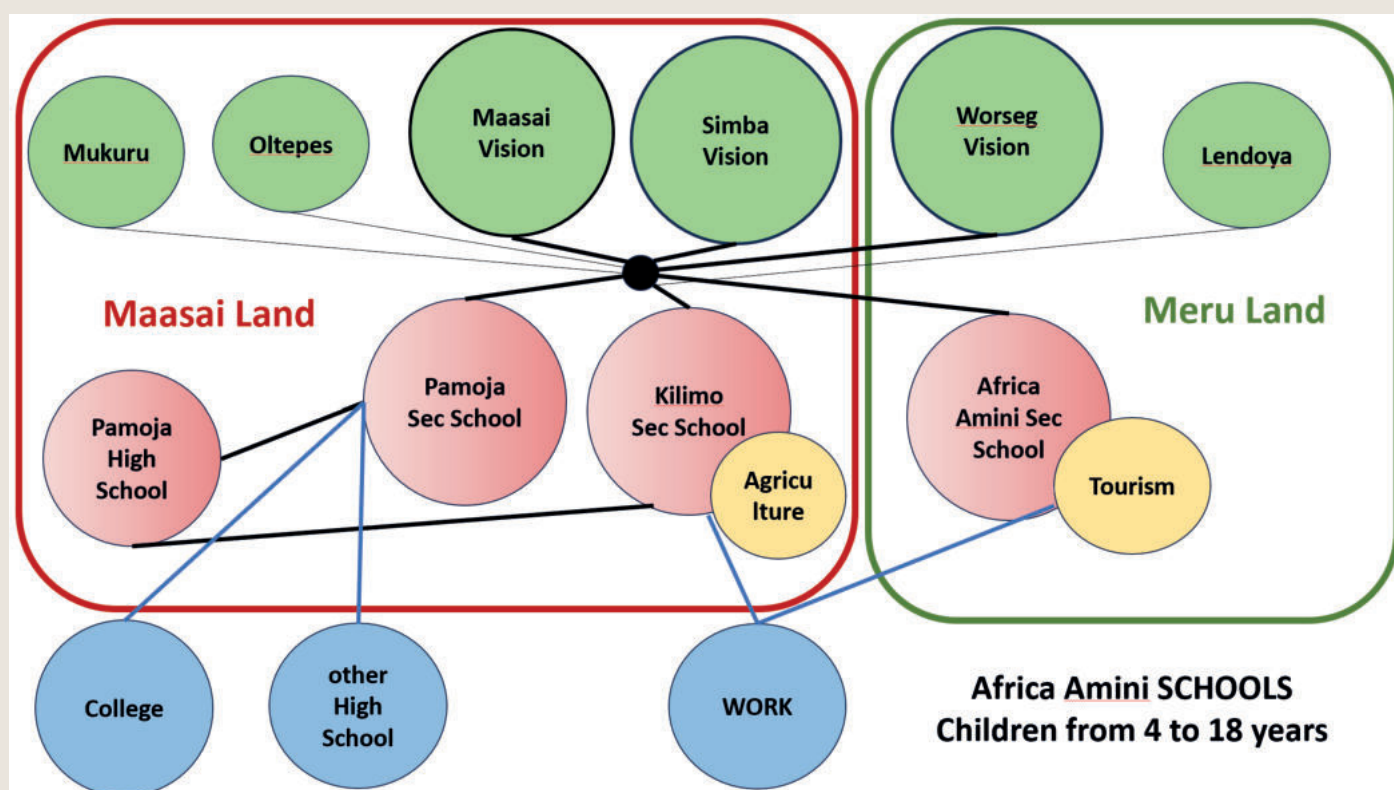 Mukuru
Oltepes
Maasai
Vision
Simba
Vision
Worseg
Vision
Lendoya
Maasai Land
Meru Land
Pamoja
High
School
Pamoja
Sec School
Kilimo
Sec School
Agricu
lture
Africa
Amini Sec
School
Tourism
College
other
High
School
WORK
Africa Amini SCHOOLS
Children from 4 to 18 years